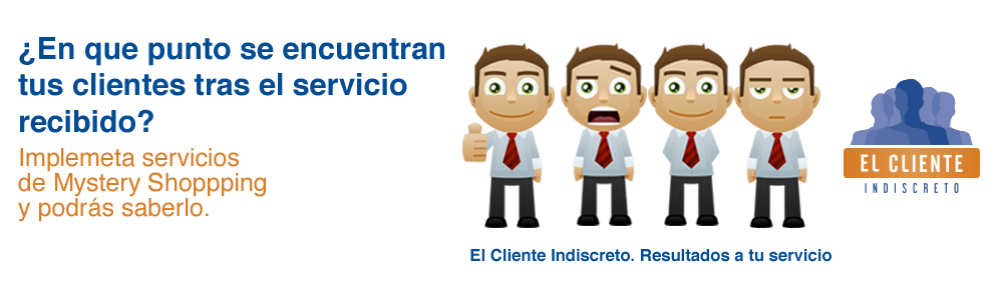 ¿En que punto se encuentran
tus clientes tras el servicio
recibido?
Implemeta servicios
de Mystery Shoppping
y podrás saberlo.
El Cliente Indiscreto. Resultados a tu servicio
EL CLIENTE
INDISCRETO